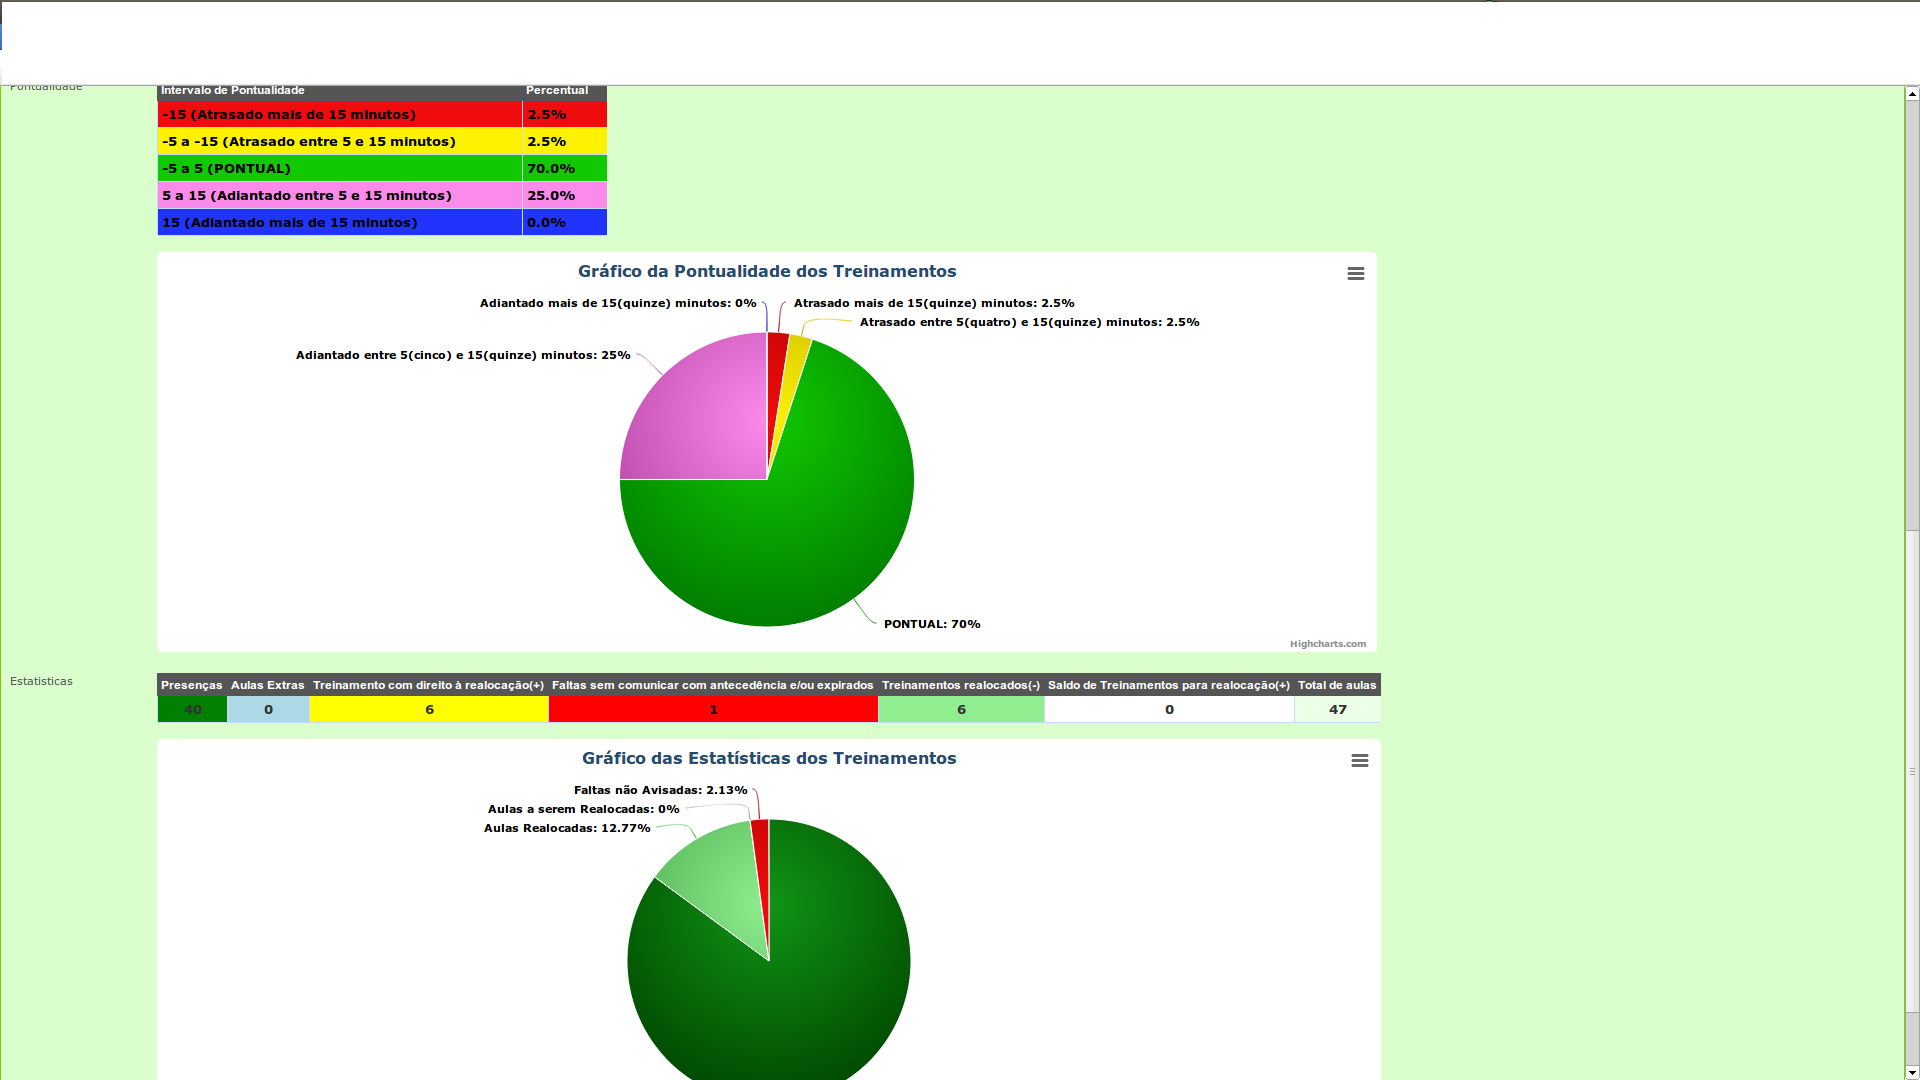 Pontualidade
Intervalo de Pontualidade Percentual
-15 (Atrasado mais de 15 minutos) 2.5%
-5 a -15 (Atrasado entre 5 e 15 minutos) 2.5%
-5 a 5 (PONTUAL) 70.0%
5 a 15 (Adiantado entre 5 e 15 minutos) 25.0%
15 (Adiantado mais de 15 minutos) 0.0%
Gráfico da Pontualidade dos Treinamentos
Adiantado mais de 15(quinze) minutos: 0% Atrasado mais de 15(quinze) minutos: 2.5%
Atrasado entre 5(quatro) e 15(quinze) minutos: 2.5%
Adiantado entre 5(cinco) e 15(quinze) minutos: 25%
PONTUAL: 70%
Highcharts.com
Estatisticas
Presenças Aulas Extras Treinamento com direito à realocação(+) Faltas sem comunicar com antecedência e/ou expirados Treinamentos realocados(-) Saldo de Treinamentos para realocação(+) Total de aulas
40 0 6 1 6 0 47
Gráfico das Estatísticas dos Treinamentos
Faltas não Avisadas: 2.13%
Aulas a serem Realocadas: 0%
Aulas Realocadas: 12.77%